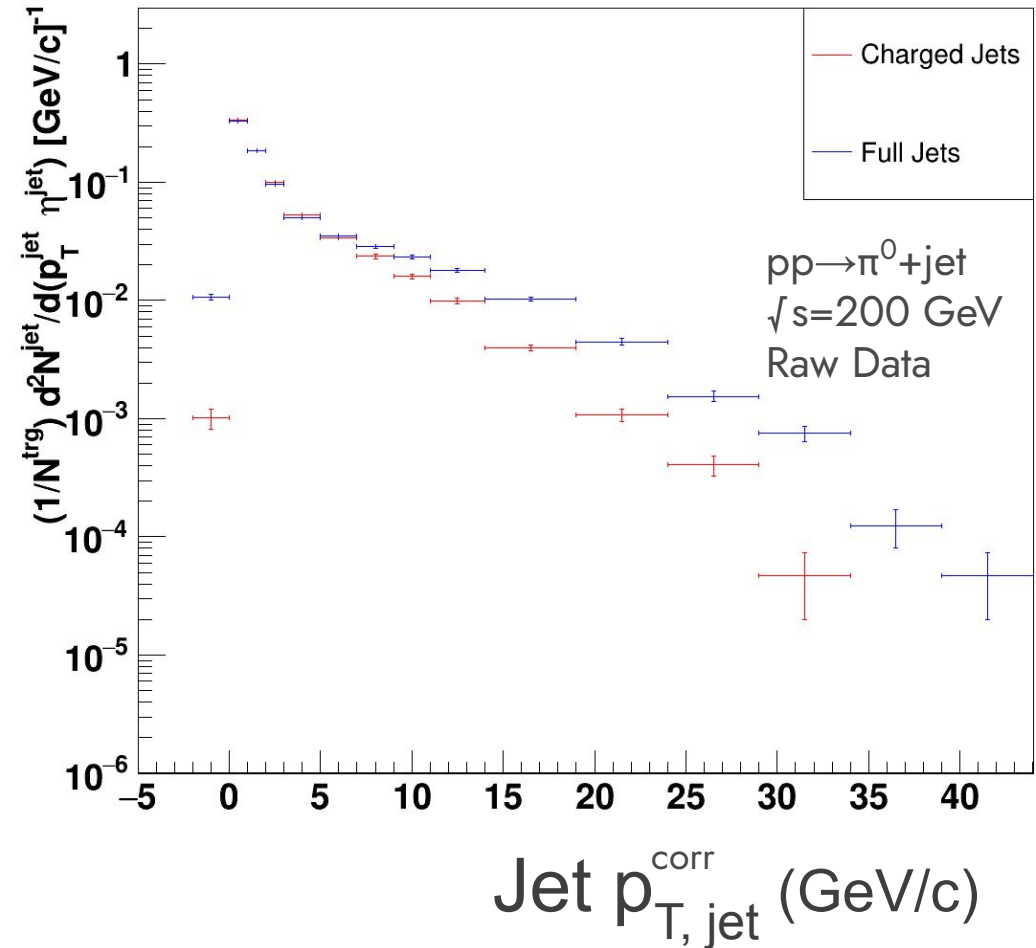 (1/N^trg) d²N^jet/d(p_T^jet η^jet) [GeV/c]^-1
1
10^−1
10^−2
10^−3
10^−4
10^−5
10^−6
Charged Jets
Full Jets
pp→π⁰+jet
√s=200 GeV
Raw Data
−5 0 5 10 15 20 25 30 35 40
Jet p_T, jet^corr (GeV/c)